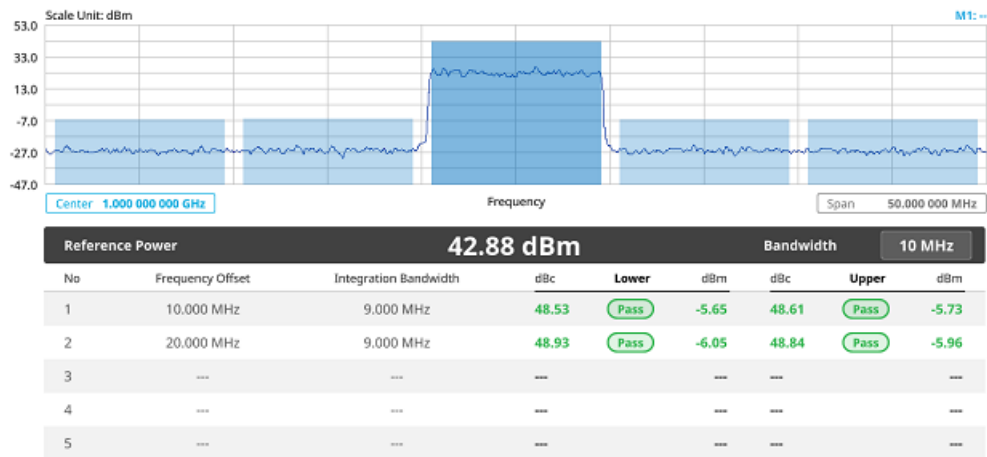 Scale Unit: dBm M1: --
53.0
33.0
13.0
-7.0
-27.0
-47.0
Center 1.000 000 000 GHz Frequency Span 50.000 000 MHz
Reference Power 42.88 dBm Bandwidth 10 MHz
No Frequency Offset Integration Bandwidth dBc Lower dBm dBc Upper dBm
1 10.000 MHz 9.000 MHz 48.53 Pass -5.65 48.61 Pass -5.73
2 20.000 MHz 9.000 MHz 48.93 Pass -6.05 48.84 Pass -5.96
3 --- --- --- --- --- ---
4 --- --- --- --- --- ---
5 --- --- --- --- --- ---